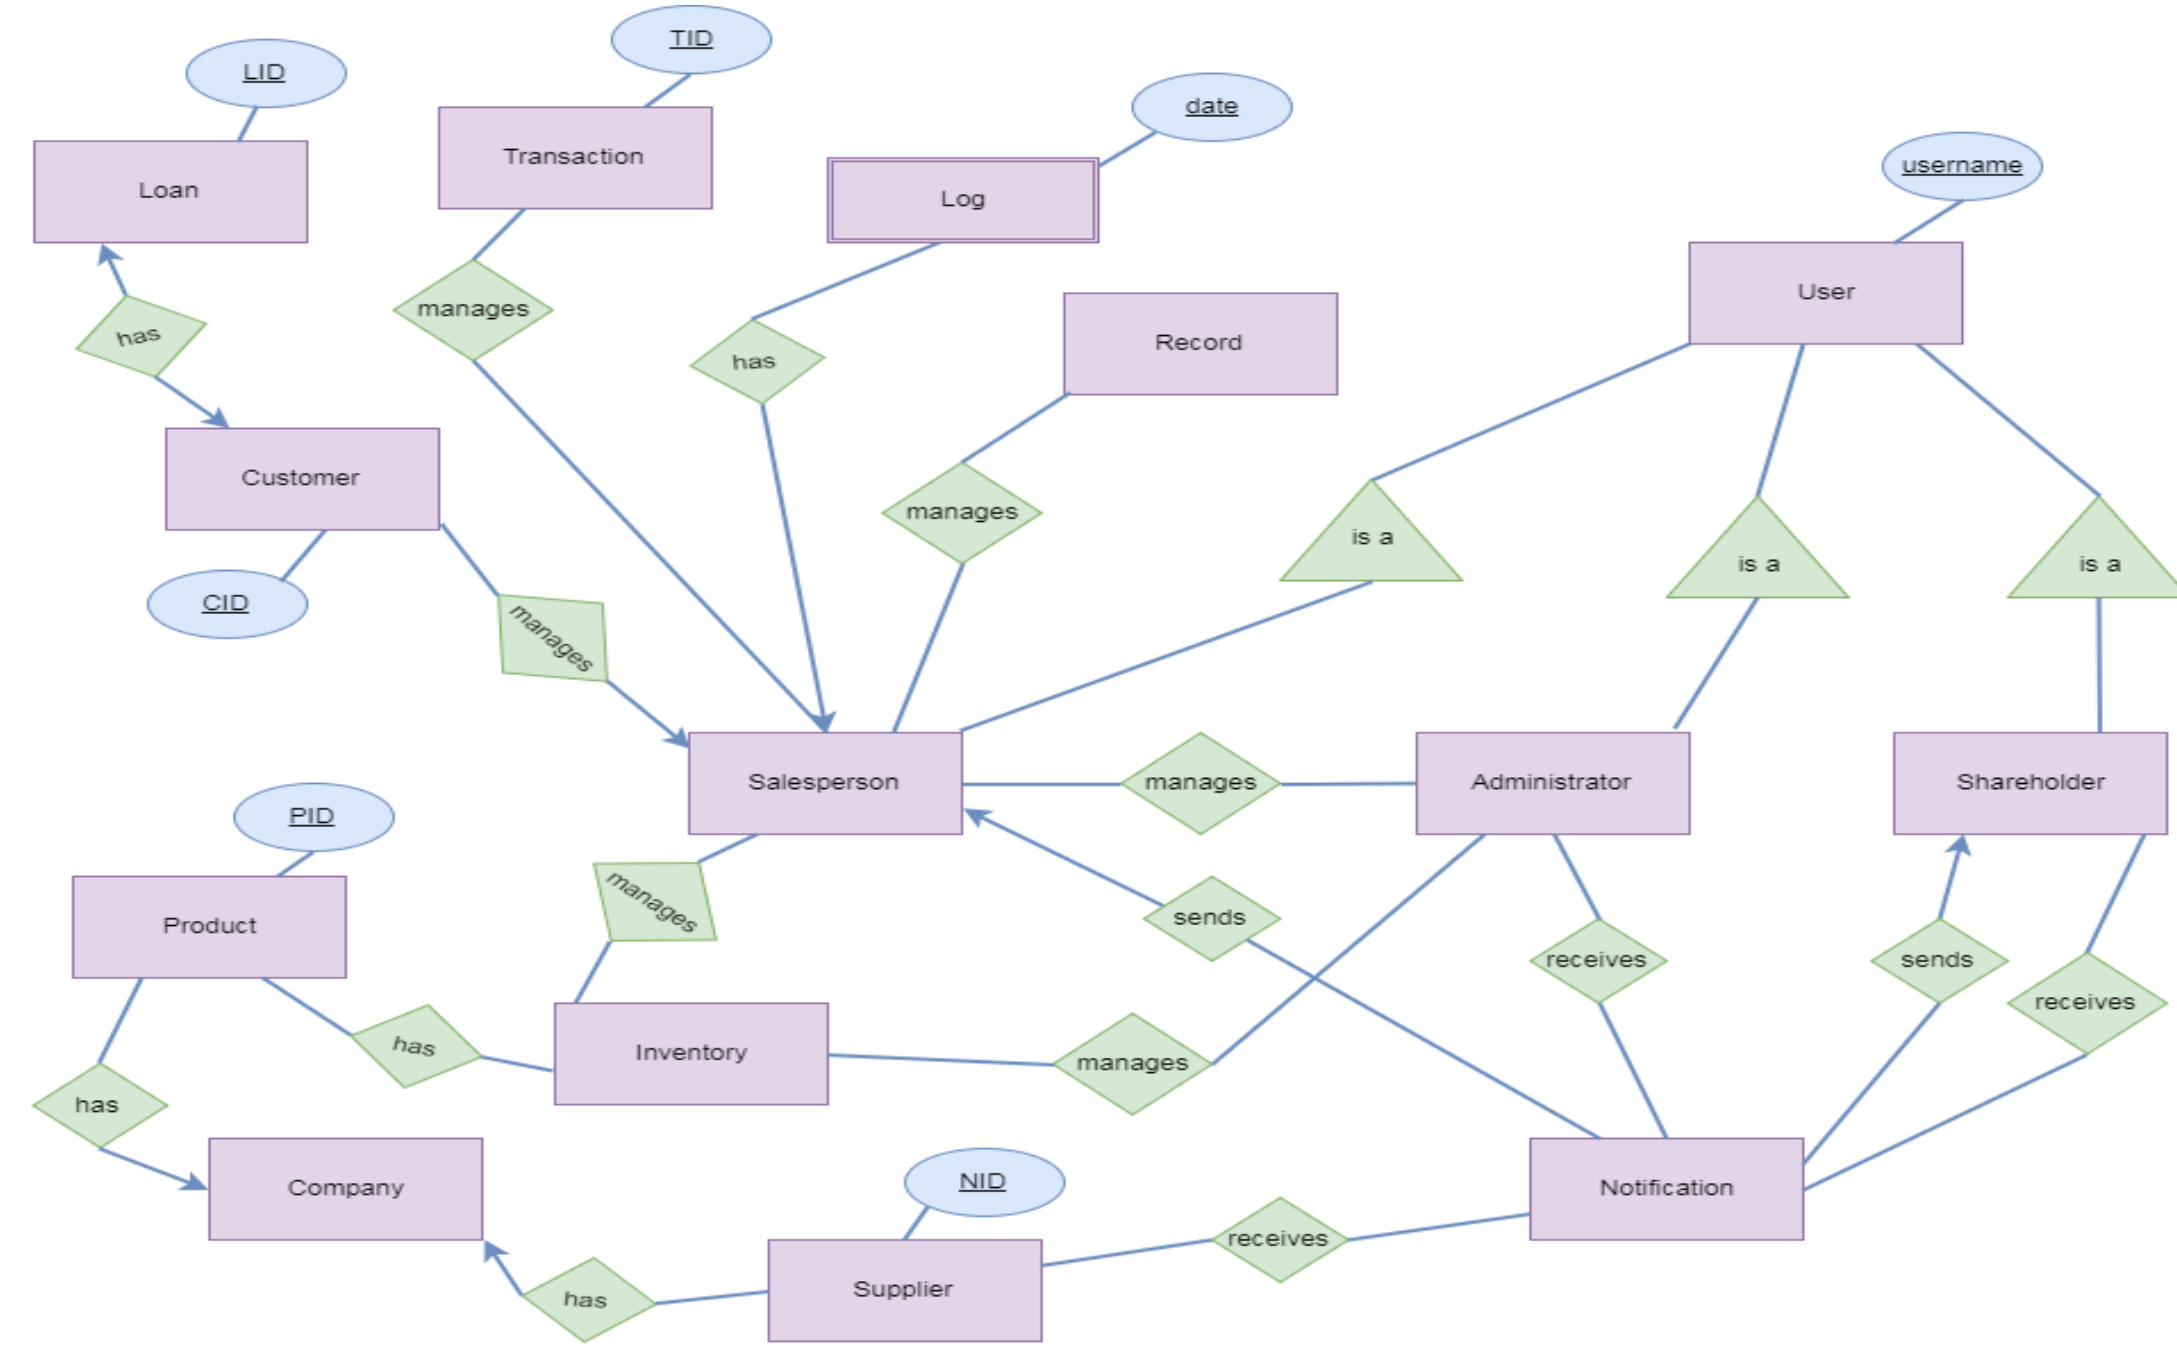 TID
LID
date
Transaction
username
Loan
Log
User
manages
has
Record
has
Customer
manages
is a
is a
is a
CID
manages
Salesperson
manages
Administrator
Shareholder
PID
manages
sends
Product
receives
sends
receives
has
Inventory
manages
has
Company
NID
Notification
receives
Supplier
has